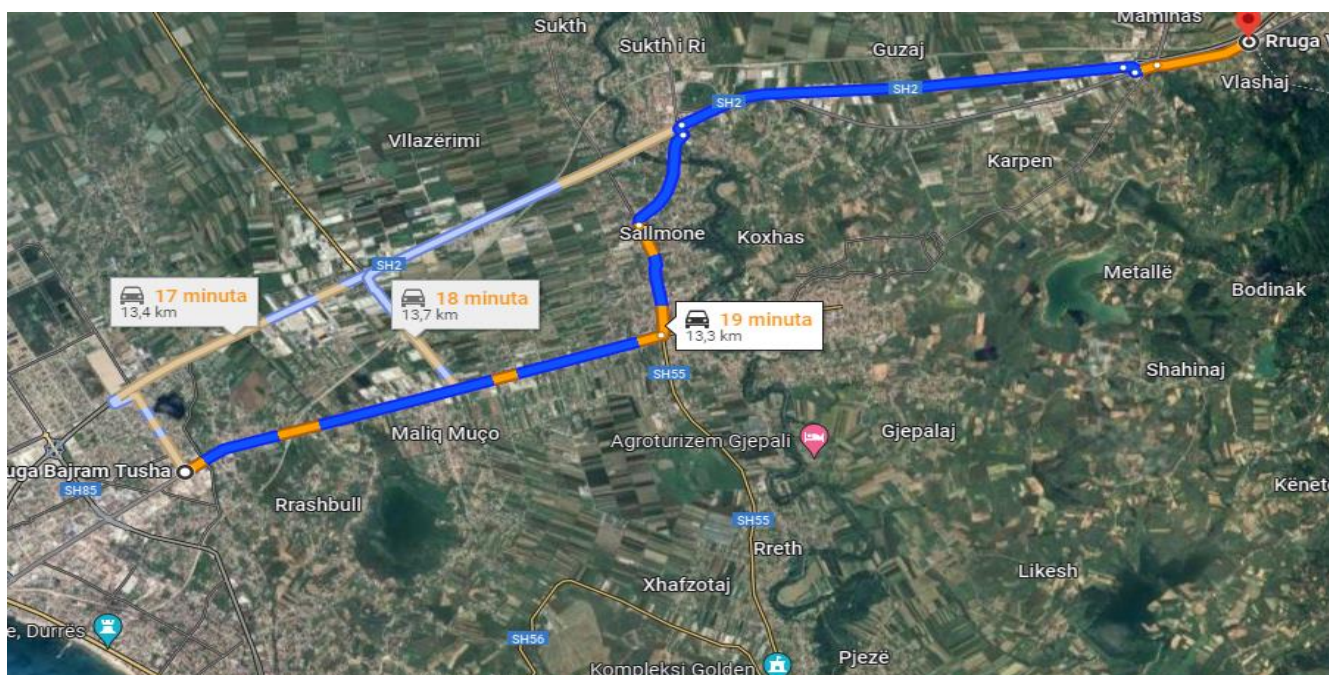 Maminas
Sukth
Sukth i Ri
Guzaj
Rruga V
Vlashaj
SH2
SH2
Vllazërimi
Karpen
Sallmone
Koxhas
SH2
Metallë
Bodinak
17 minuta
13,4 km
18 minuta
13,7 km
19 minuta
13,3 km
SH55
Shahinaj
Maliq Muço
Agroturizem Gjepali
Gjepalaj
uga Bajram Tusha
SH85
Rrashbull
Kënet
SH55
Rreth
Likesh
Xhafzotaj
e, Durrës
SH56
Pjezë
Kompleksi Golden